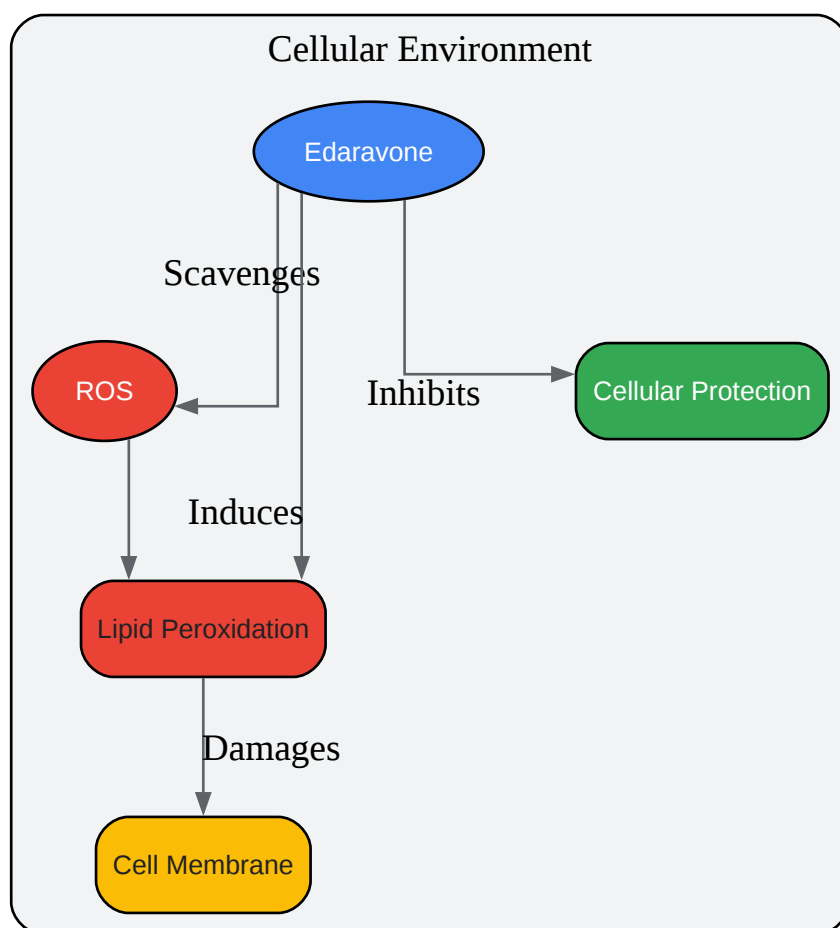 Cellular Environment
Edaravone
Scavenges
ROS
Cellular Protection
Inhibits
Induces
Lipid Peroxidation
Damages
Cell Membrane